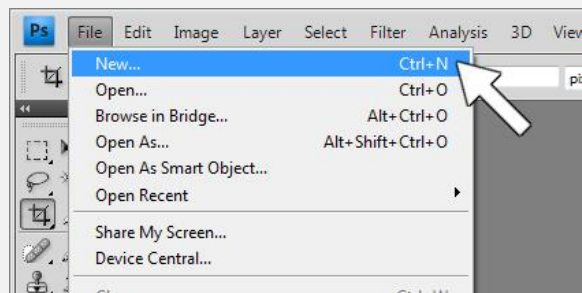 Ps File Edit Image Layer Select Filter Analysis 3D View
New... Ctrl+N
Open... Ctrl+O
Browse in Bridge... Alt+Ctrl+O
Open As... Alt+Shift+Ctrl+O
Open As Smart Object...
Open Recent
Share My Screen...
Device Central...